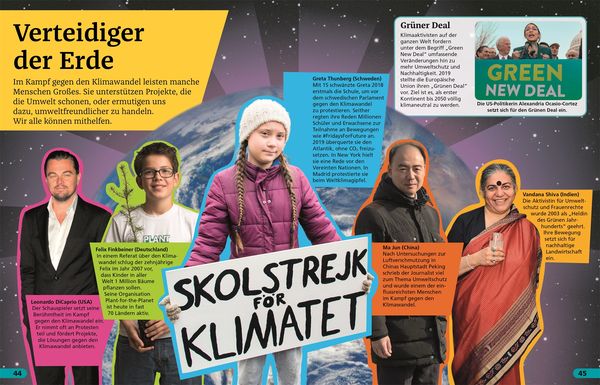 Verteidiger
der Erde
Im Kampf gegen den Klimawandel leisten manche
Menschen Großes. Sie unterstützen Projekte, die
die Umwelt schonen, oder ermutigen uns
dazu, umweltfreundlicher zu handeln.
Wir alle können mithelfen.
Leonardo DiCaprio (USA)
Der Schauspieler setzt seine
Berühmtheit im Kampf
gegen den Klimawandel ein.
Er nimmt oft an Protesten
teil und fördert Projekte,
die Lösungen gegen den
Klimawandel anbieten.
PLANT
Felix Finkbeiner (Deutschland)
In einem Referat über den Klima-
wandel schlug der zehnjährige
Felix im Jahr 2007 vor,
dass Kinder in aller
Welt 1 Million Bäume
pflanzen sollen.
Seine Organisation
Plant-for-the-Planet
ist heute in fast
70 Ländern aktiv.
Greta Thunberg (Schweden)
Mit 15 schwänzte Greta 2018
erstmals die Schule, um vor
dem schwedischen Parlament
gegen den Klimawandel
zu protestieren. Seither
regten ihre Reden Millionen
Schüler und Erwachsene zur
Teilnahme an Bewegungen
wie #FridaysForFuture an.
2019 überquerte sie den
Atlantik, ohne CO₂ freizu-
setzen. In New York hielt
sie eine Rede vor den
Vereinten Nationen. In
Madrid protestierte sie
beim Weltklimagipfel.
SKOLSTREJK
FÖR
KLIMATET
Grüner Deal
Klimaaktivisten auf der
ganzen Welt fordern
unter dem Begriff „Green
New Deal“ umfassende
Veränderungen hin zu
mehr Umweltschutz und
Nachhaltigkeit. 2019
stellte die Europäische
Union ihren „Grünen Deal“
vor. Ziel ist es, als erster
Kontinent bis 2050 völlig
klimaneutral zu werden.
GREEN
NEW DEAL
Die US-Politikerin Alexandria Ocasio-Cortez
setzt sich für den Grünen Deal ein.
Ma Jun (China)
Nach Untersuchungen zur
Luftverschmutzung in
Chinas Hauptstadt Peking
schrieb der Journalist viel
zum Thema Umweltschutz
und wurde einem der ein-
flussreichsten Menschen
im Kampf gegen den
Klimawandel.
Vandana Shiva (Indien)
Die Aktivistin für Umwelt-
schutz und Frauenrechte
wurde 2003 als „Heldin
des Grünen Jahr-
hunderts“ geehrt.
Ihre Bewegung
setzt sich für
nachhaltige
Landwirtschaft
ein.
44
45